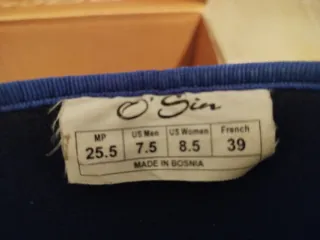 O'Sin
MP US Men US Women French
25.5 7.5 8.5 39
MADE IN BOSNIA